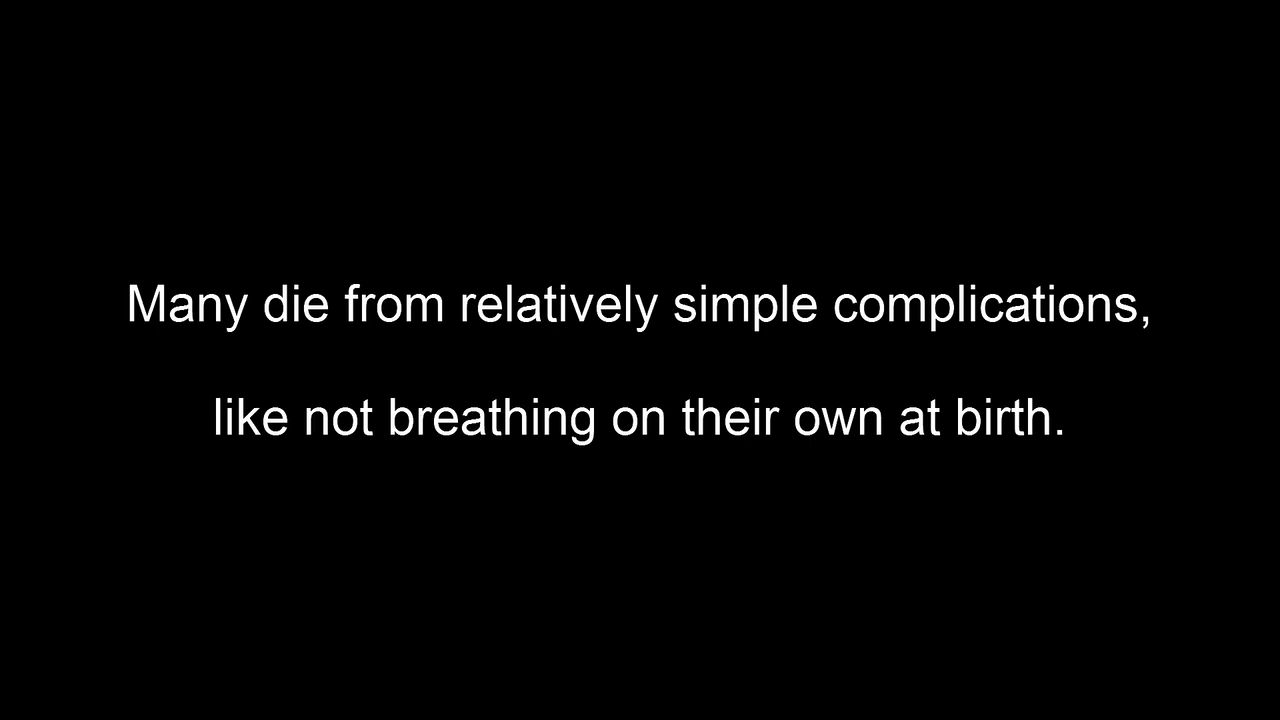 Many die from relatively simple complications,
like not breathing on their own at birth.